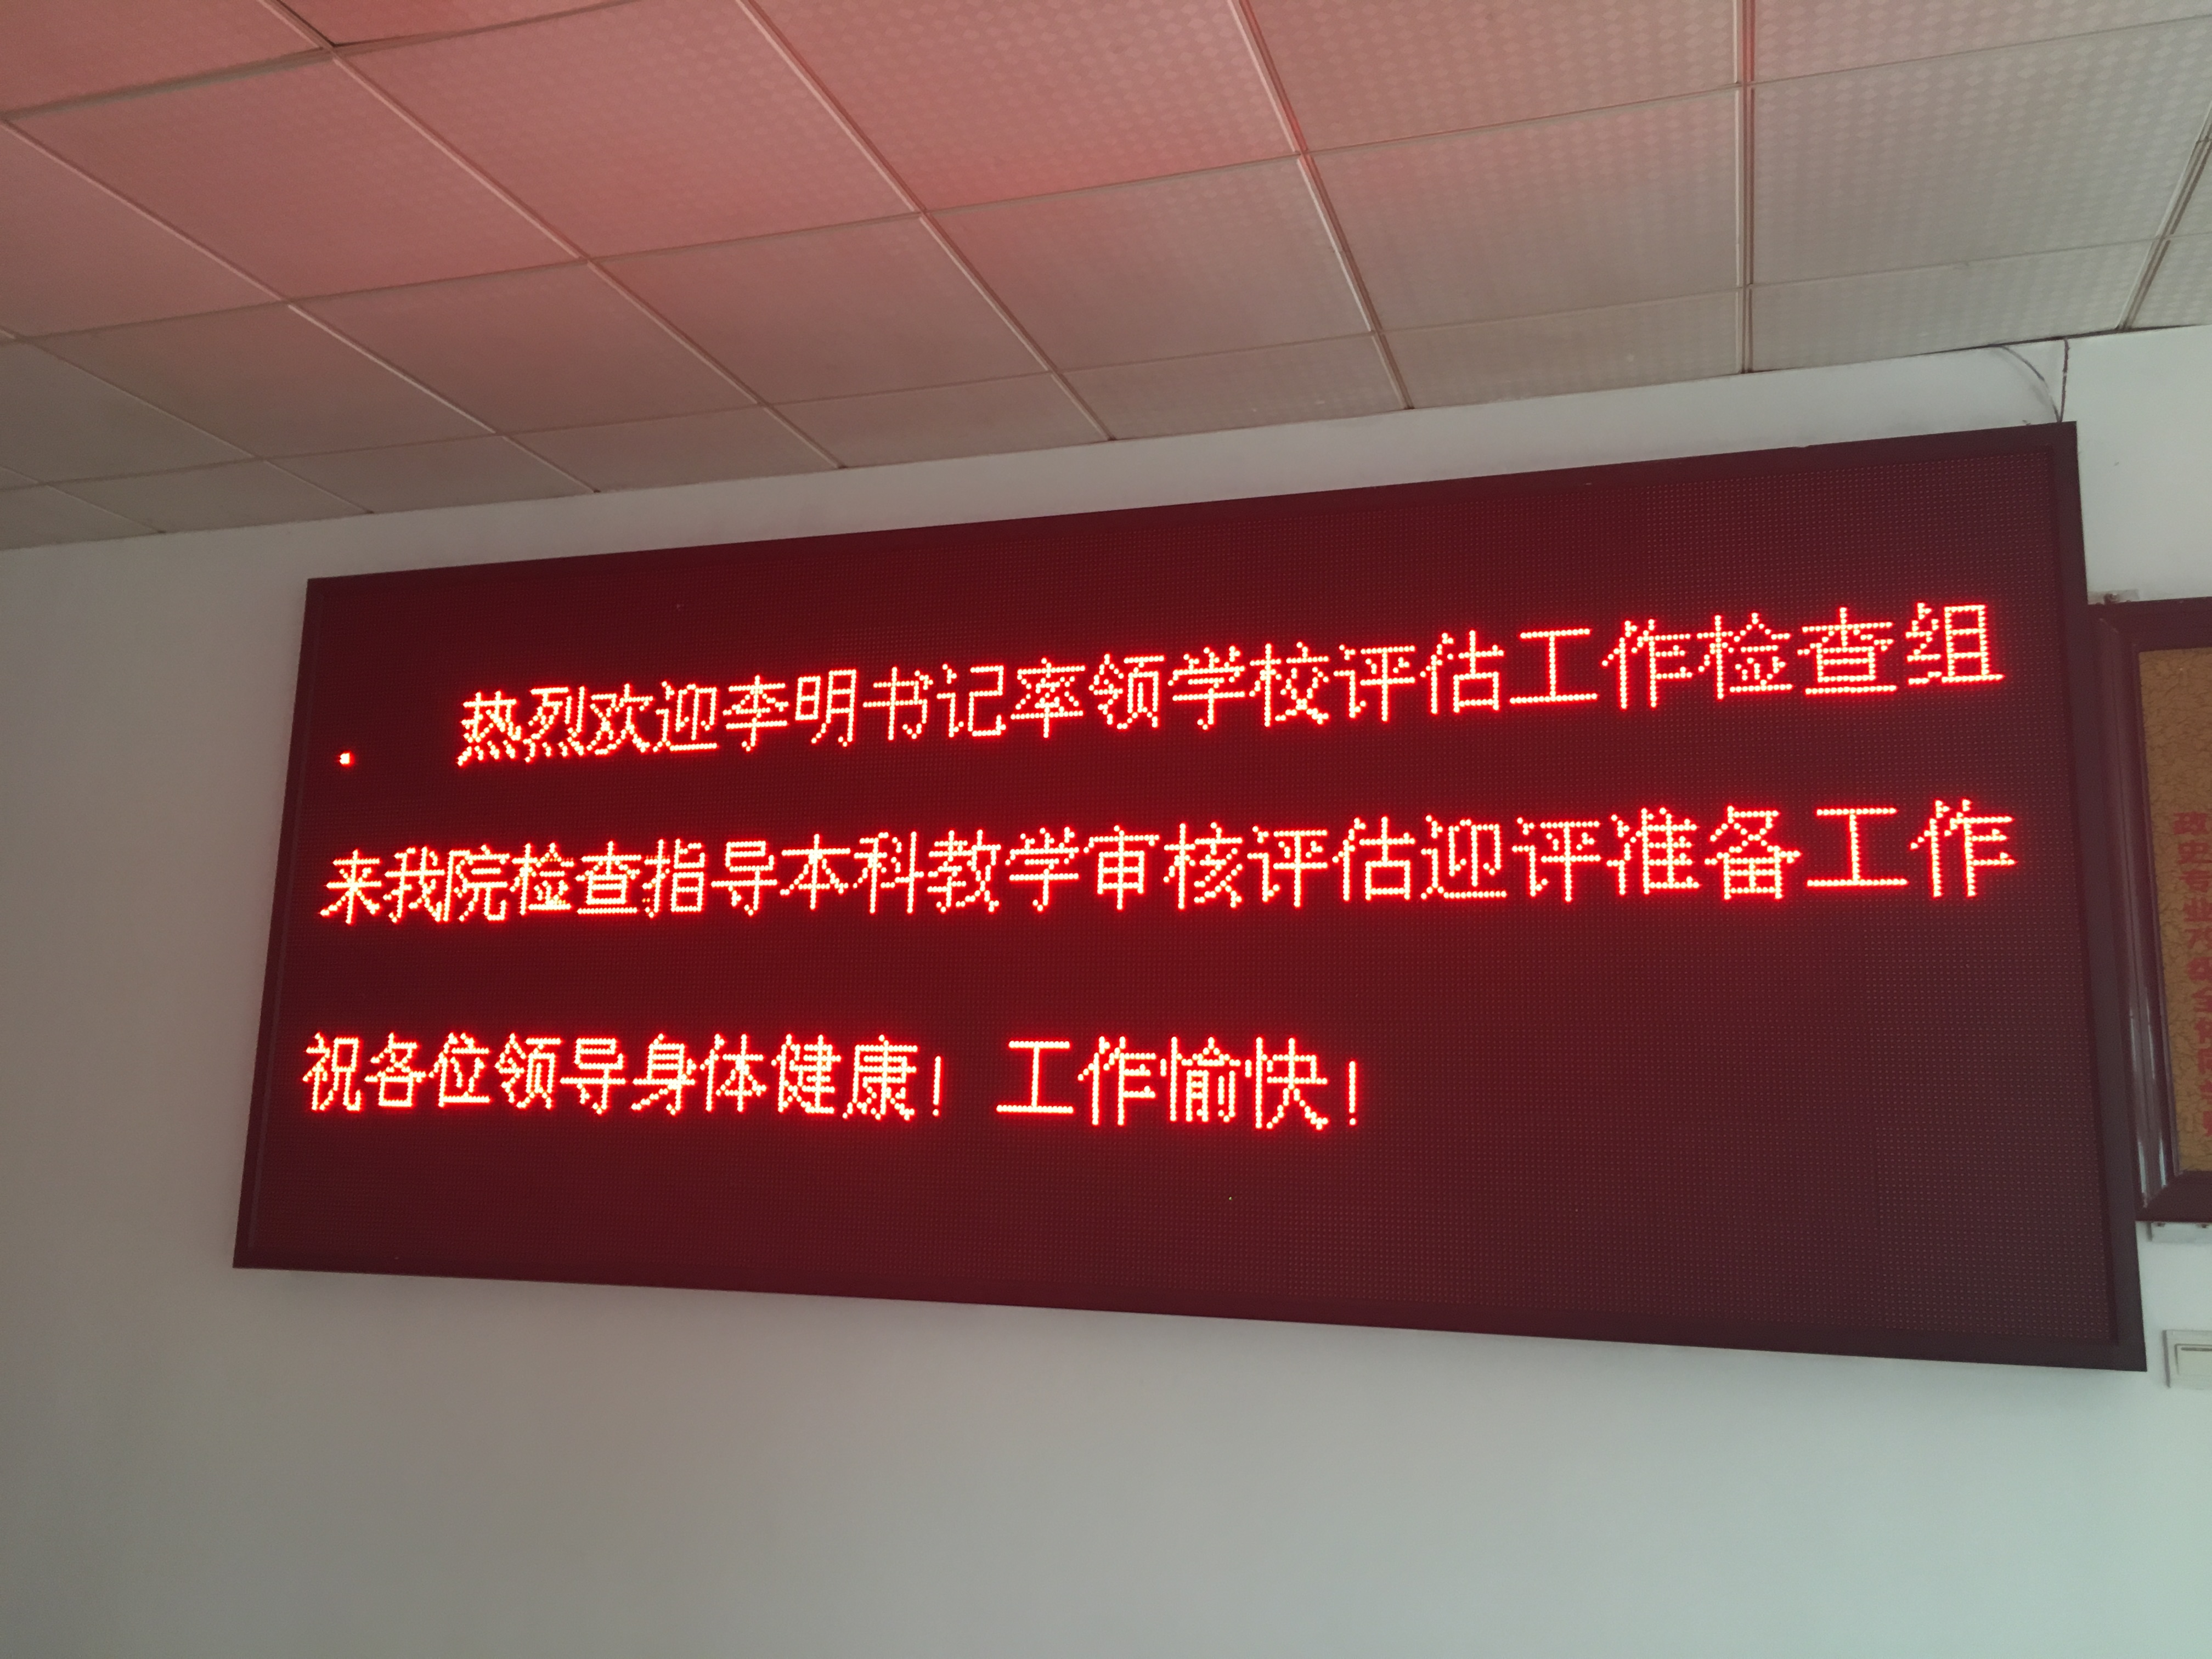 . 热烈欢迎李明书记率领学校评估工作检查组
来我院检查指导本科教学审核评估迎评准备工作
祝各位领导身体健康！工作愉快！